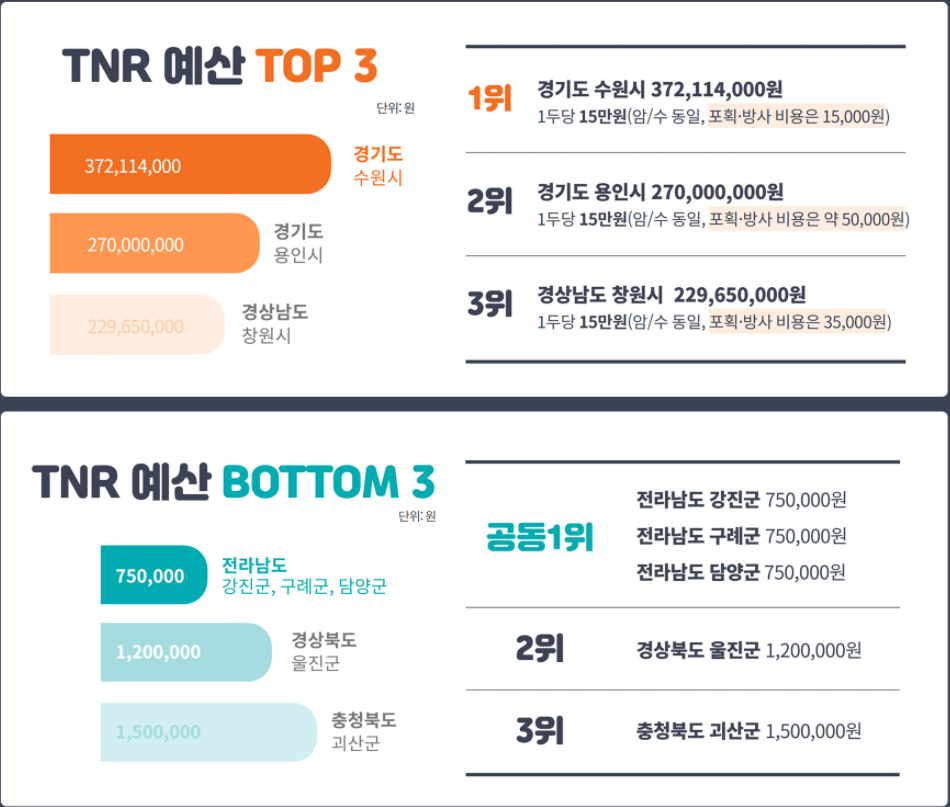 TNR 예산 TOP 3
단위: 원
372,114,000
경기도
수원시
270,000,000
경기도
용인시
229,650,000
경상남도
창원시
1위
경기도 수원시 372,114,000원
1두당 15만원(암/수 동일, 포획·방사 비용은 15,000원)
2위
경기도 용인시 270,000,000원
1두당 15만원(암/수 동일, 포획·방사 비용은 약 50,000원)
3위
경상남도 창원시 229,650,000원
1두당 15만원(암/수 동일, 포획·방사 비용은 35,000원)
TNR 예산 BOTTOM 3
단위: 원
750,000
전라남도
강진군, 구례군, 담양군
1,200,000
경상북도
울진군
1,500,000
충청북도
괴산군
공동1위
전라남도 강진군 750,000원
전라남도 구례군 750,000원
전라남도 담양군 750,000원
2위
경상북도 울진군 1,200,000원
3위
충청북도 괴산군 1,500,000원